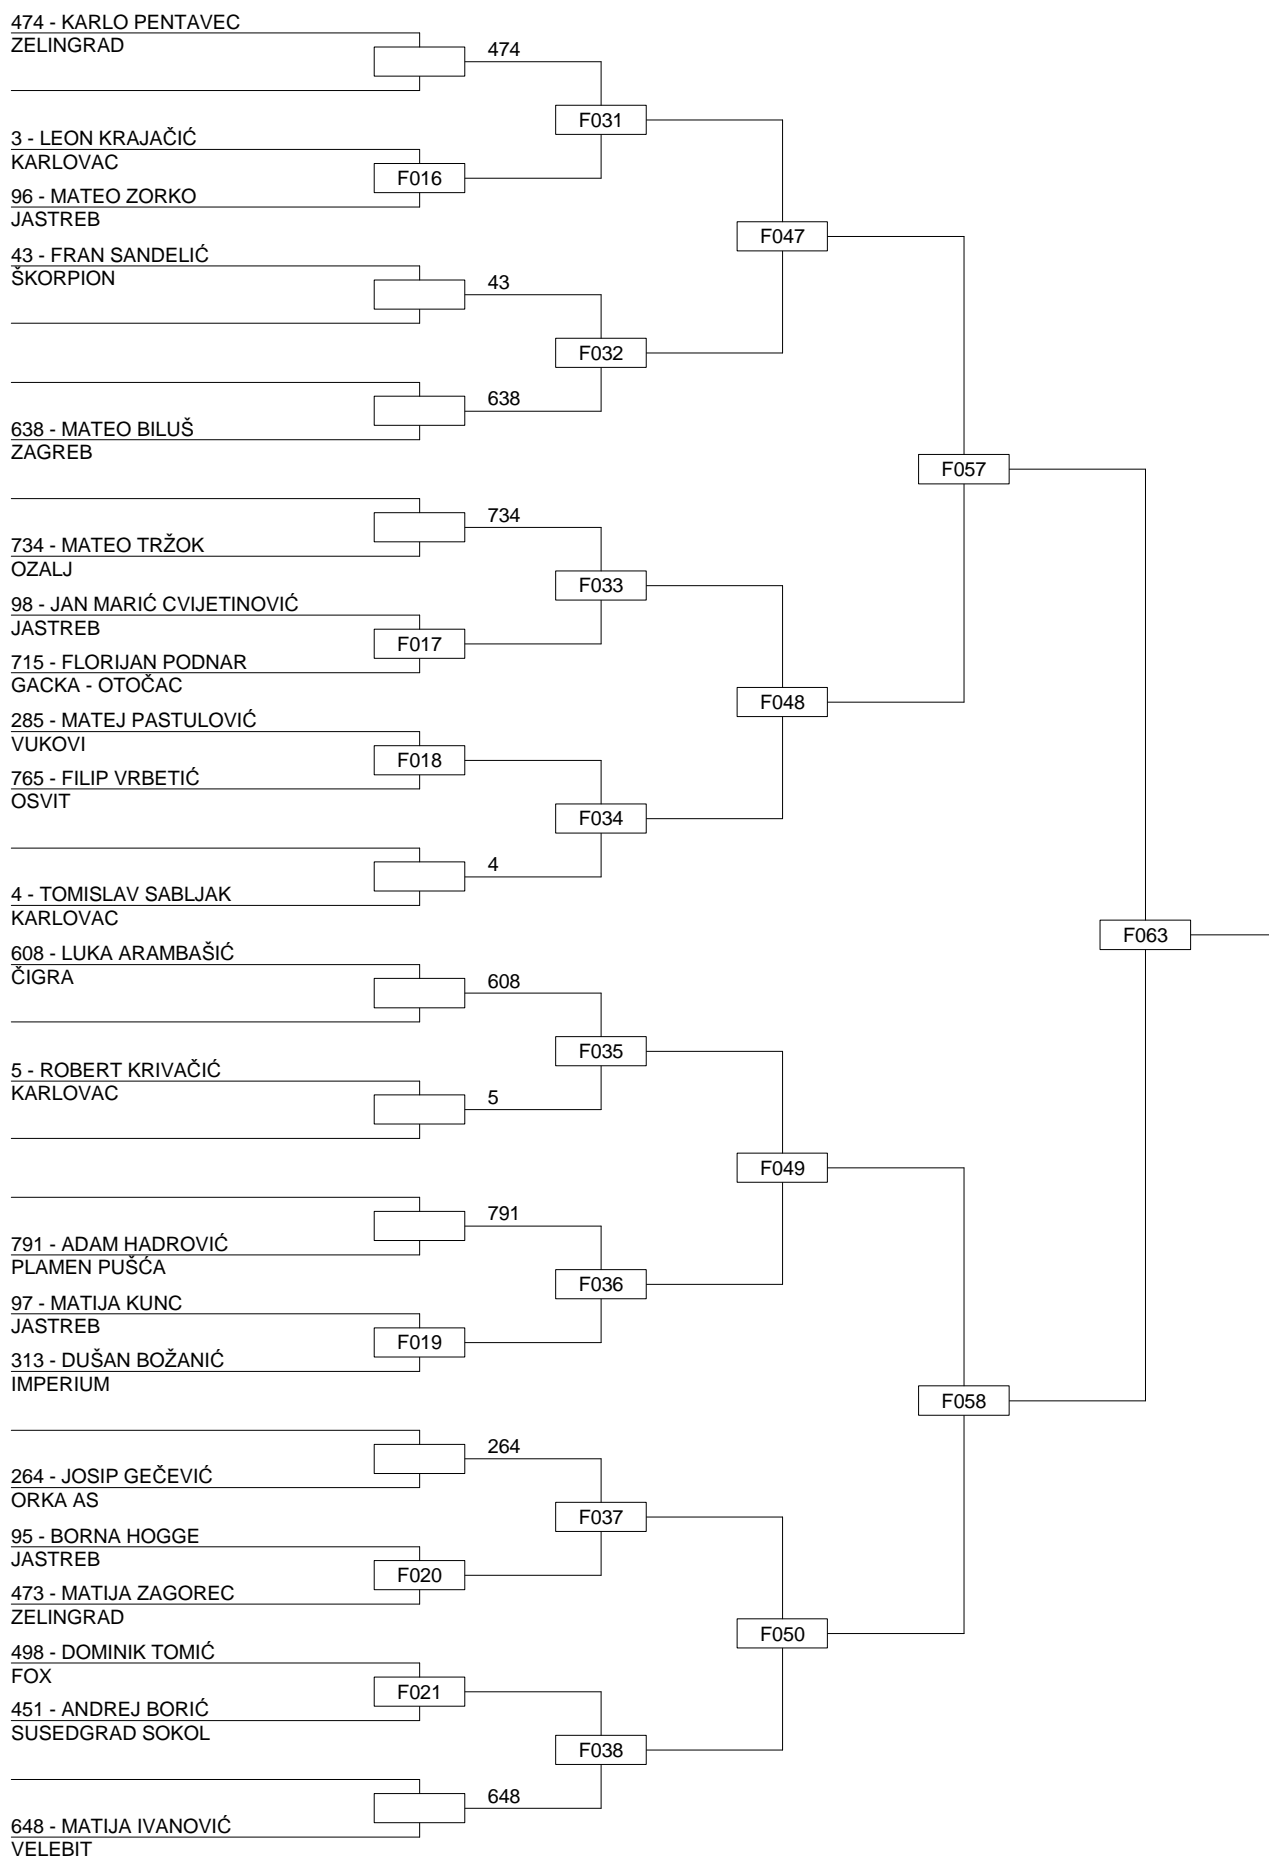 474 - KARLO PENTAVEC
ZELINGRAD
474
F031
3 - LEON KRAJAČIĆ
KARLOVAC
F016
96 - MATEO ZORKO
JASTREB
F047
43 - FRAN SANDELIĆ
ŠKORPION
43
F032
638
638 - MATEO BILUŠ
ZAGREB
F057
734
734 - MATEO TRŽOK
OZALJ
F033
98 - JAN MARIĆ CVIJETINOVIĆ
JASTREB
F017
715 - FLORIJAN PODNAR
GACKA - OTOČAC
F048
285 - MATEJ PASTULOVIĆ
VUKOVI
F018
765 - FILIP VRBETIĆ
OSVIT
F034
4
4 - TOMISLAV SABLJAK
KARLOVAC
F063
608 - LUKA ARAMBAŠIĆ
ČIGRA
608
F035
5 - ROBERT KRIVAČIĆ
KARLOVAC
5
F049
791
791 - ADAM HADROVIĆ
PLAMEN PUŠĆA
F036
97 - MATIJA KUNC
JASTREB
F019
313 - DUŠAN BOŽANIĆ
IMPERIUM
F058
264
264 - JOSIP GEČEVIĆ
ORKA AS
F037
95 - BORNA HOGGE
JASTREB
F020
473 - MATIJA ZAGOREC
ZELINGRAD
F050
498 - DOMINIK TOMIĆ
FOX
F021
451 - ANDREJ BORIĆ
SUSEDGRAD SOKOL
F038
648
648 - MATIJA IVANOVIĆ
VELEBIT